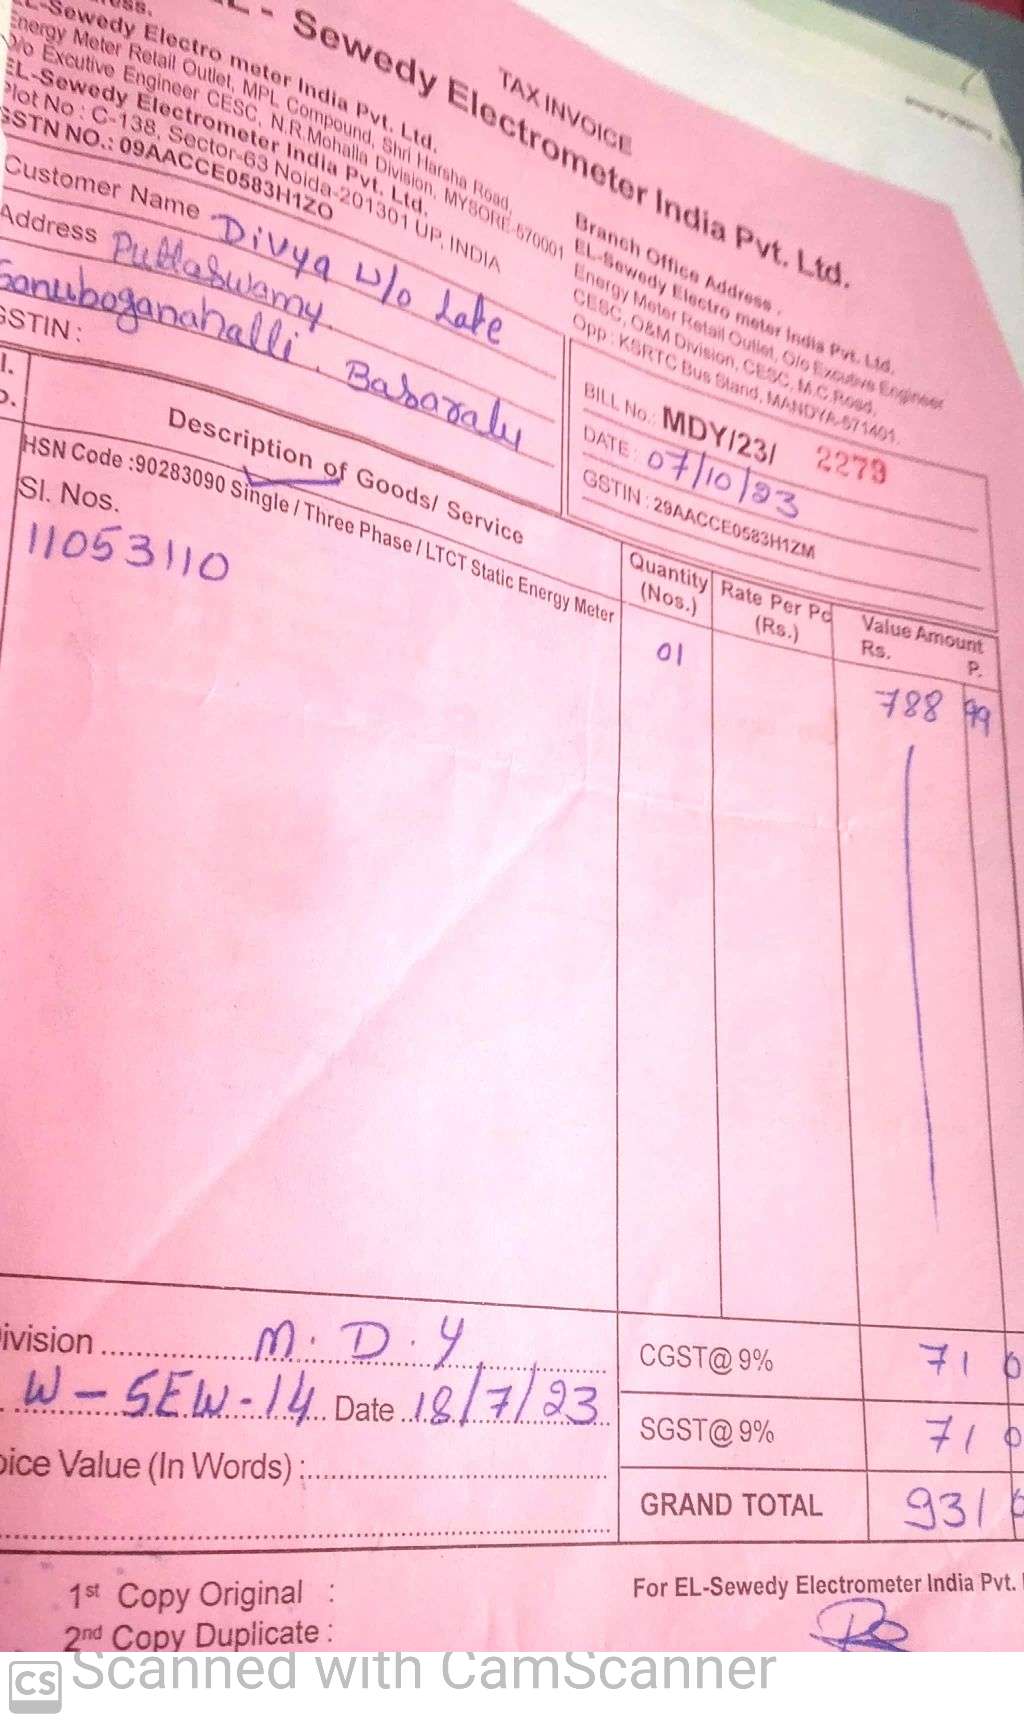 - Sewedy Electrometer India Pvt. Ltd.
TAX INVOICE
-Sewedy Electro meter India Pvt. Ltd.
Energy Meter Retail Outlet, MPL Compound, Shri Harsha Road,
O/o Excutive Engineer CESC, N.R.Mohalla Division, MYSORE-570001
EL-Sewedy Electrometer India Pvt. Ltd.
Plot No : C-138, Sector-63 Noida-201301 UP, INDIA
GSTN NO.: 09AACCE0583H1ZO
Branch Office Address
EL-Sewedy Electro meter India Pvt. Ltd.
Energy Meter Retail Outlet, O/o Excutive Engineer
CESC, O&M Division, CESC, M.C.Road,
Opp : KSRTC Bus Stand, MANDYA-571401.
Customer Name Divya w/o Late
Address Puttaswamy
Sanuboganahalli, Basaralu
GSTIN :
BILL No.: MDY/23/ 2279
DATE : 07/10/23
GSTIN : 29AACCE0583H1ZM
Description of Goods/ Service
Quantity (Nos.)
Rate Per Pc (Rs.)
Value Amount
Rs. P.
HSN Code :90283090 Single / Three Phase / LTCT Static Energy Meter
Sl. Nos.
11053110
01
788 99
Division M.D.Y
W-SEW-14 Date 18/7/23
CGST@ 9% 71
SGST@ 9% 71
oice Value (In Words) :
GRAND TOTAL 931
1st Copy Original :
2nd Copy Duplicate :
For EL-Sewedy Electrometer India Pvt.
CS Scanned with CamScanner